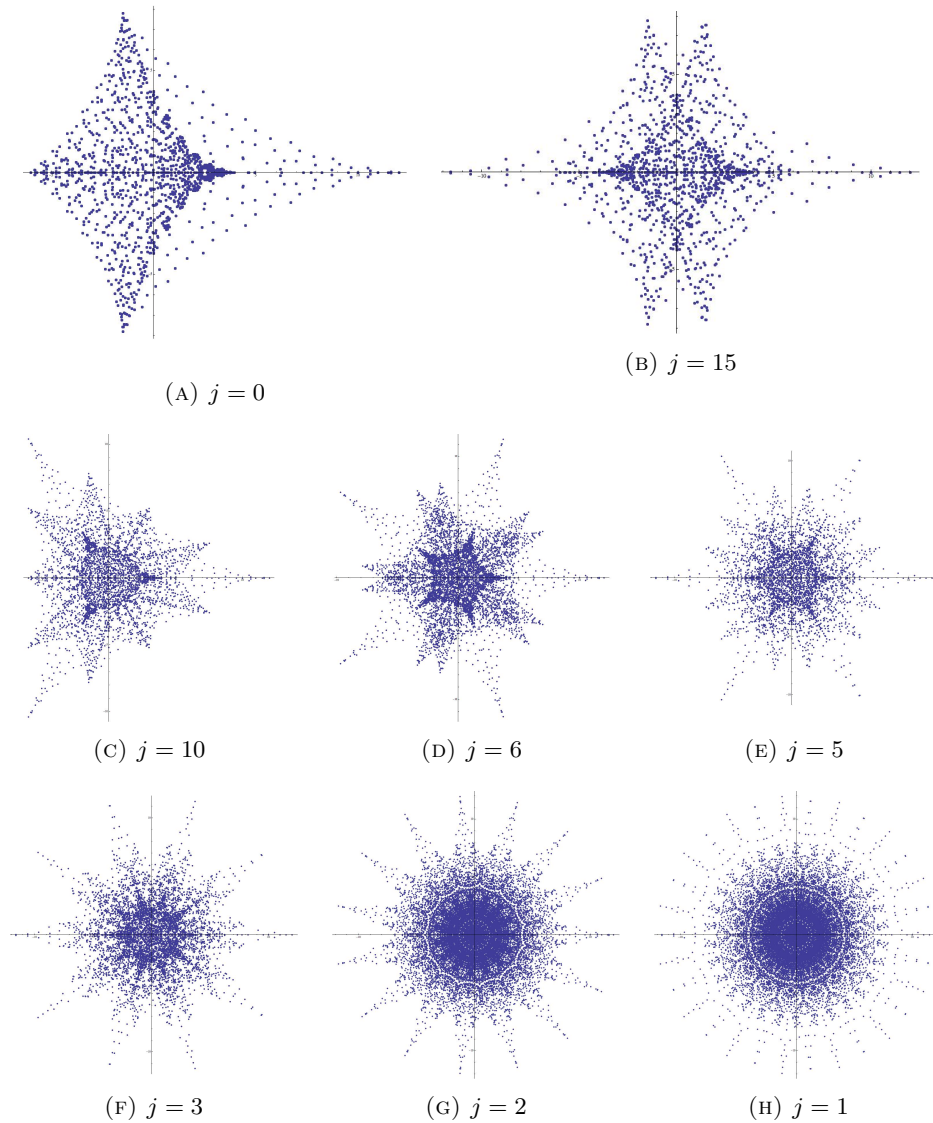 (A) j = 0
(B) j = 15
(C) j = 10
(D) j = 6
(E) j = 5
(F) j = 3
(G) j = 2
(H) j = 1